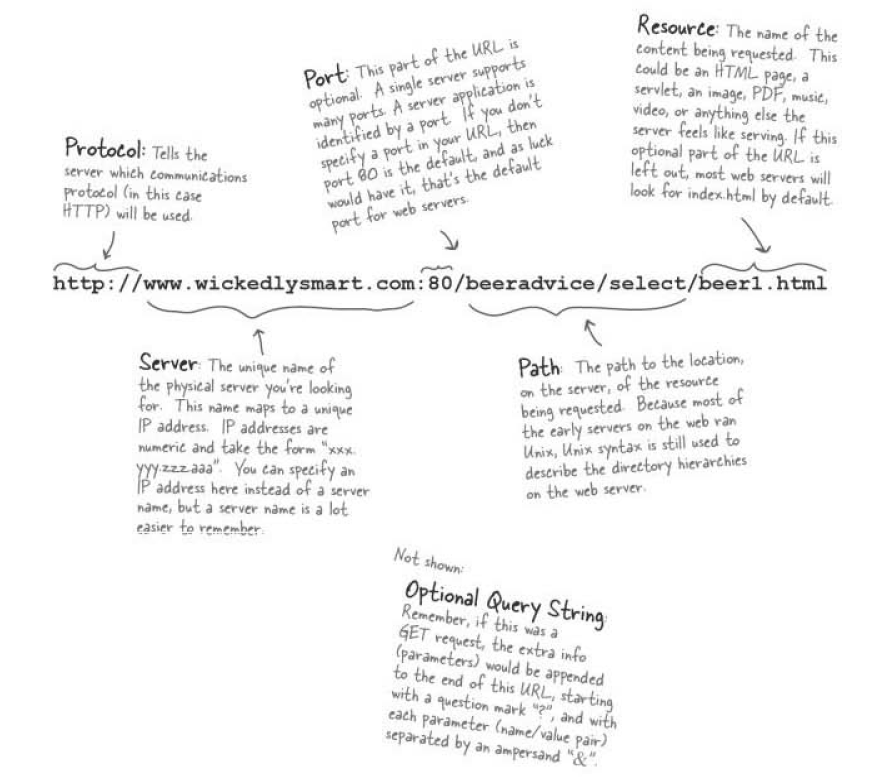 Protocol: Tells the
server which communications
protocol (in this case
HTTP) will be used.
Port: This part of the URL is
optional. A single server supports
many ports. A server application is
identified by a port. If you don't
specify a port in your URL, then
port 80 is the default, and as luck
would have it, that's the default
port for web servers.
Resource: The name of the
content being requested. This
could be an HTML page, a
servlet, an image, PDF, music,
video, or anything else the
server feels like serving. If this
optional part of the URL is
left out, most web servers will
look for index.html by default.
http://www.wickedlysmart.com:80/beeradvice/select/beer1.html
Server: The unique name of
the physical server you're looking
for. This name maps to a unique
IP address. IP addresses are
numeric and take the form "xxx.
yyy.zzz.aaa". You can specify an
IP address here instead of a server
name, but a server name is a lot
easier to remember.
Path: The path to the location,
on the server, of the resource
being requested. Because most of
the early servers on the web ran
Unix, Unix syntax is still used to
describe the directory hierarchies
on the web server.
Not shown:
Optional Query String:
Remember, if this was a
GET request, the extra info
(parameters) would be appended
to the end of this URL, starting
with a question mark "?", and with
each parameter (name/value pair)
separated by an ampersand "&".